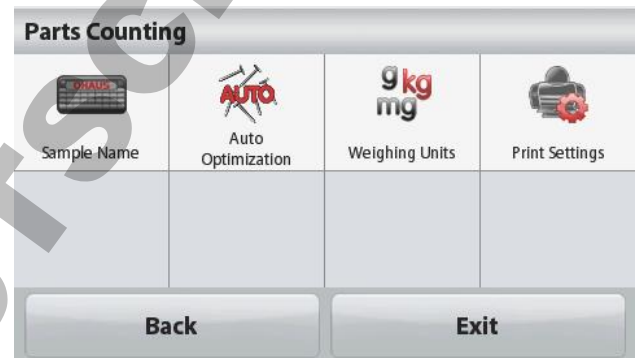 Parts Counting
OHAUS
Sample Name
AUTO
Auto
Optimization
g kg
mg
Weighing Units
Print Settings
Back
Exit